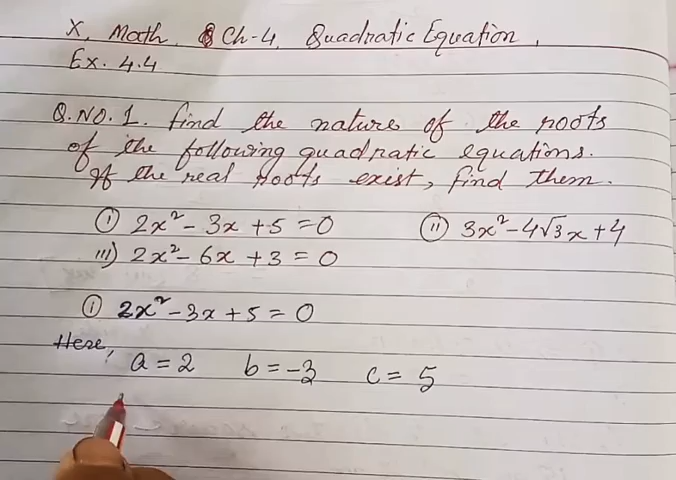 X. Math. Ch-4. Quadratic Equation.
Ex. 4.4
Q.NO.1. find the nature of the roots
of the following quadratic equations.
If the real roots exist, find them.
(i) 2x² - 3x + 5 = 0 (ii) 3x² - 4√3x + 4
iii) 2x² - 6x + 3 = 0
(i) 2x² - 3x + 5 = 0
Here,
a = 2 b = -3 c = 5